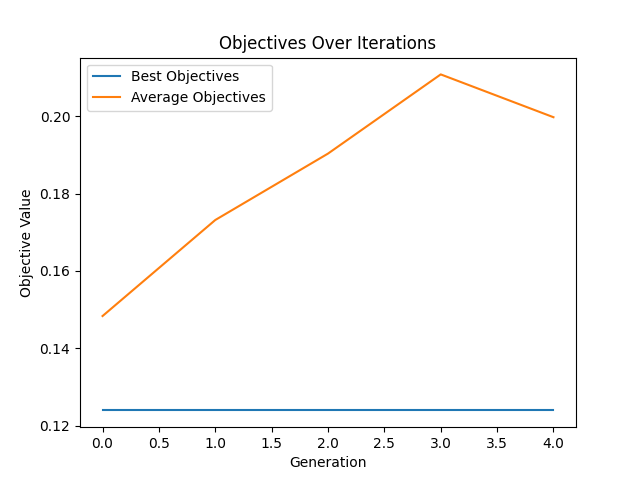 Objectives Over Iterations
Best Objectives
Average Objectives
Objective Value
0.20
0.18
0.16
0.14
0.12
0.0 0.5 1.0 1.5 2.0 2.5 3.0 3.5 4.0
Generation